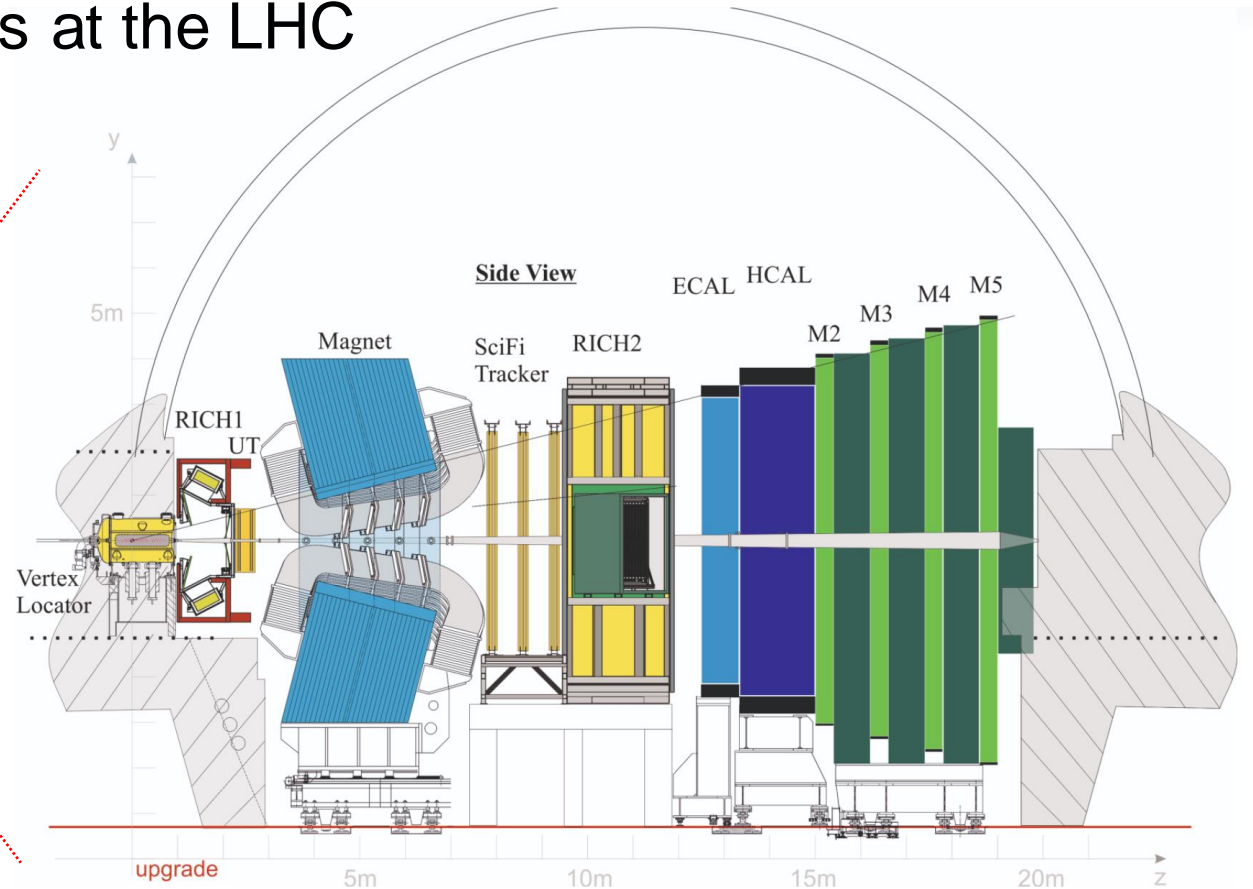 s at the LHC
y
5m
Side View
ECAL
HCAL
M2
M3
M4
M5
Magnet
SciFi
Tracker
RICH2
RICH1
UT
Vertex
Locator
upgrade
5m
10m
15m
20m
z